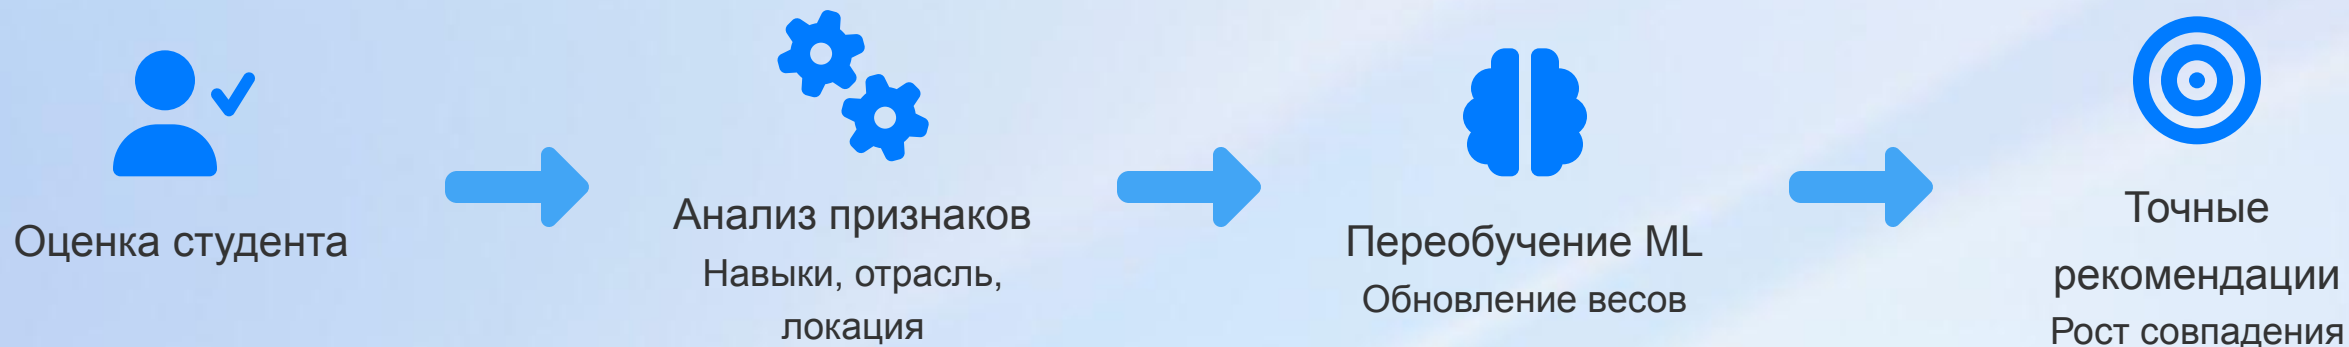 Оценка студента
Анализ признаков
Навыки, отрасль,
локация
Переобучение ML
Обновление весов
Точные
рекомендации
Рост совпадения